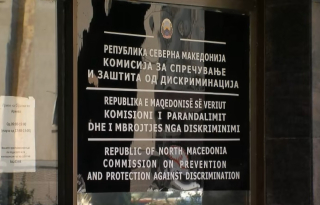 РЕПУБЛИКА СЕВЕРНА МАКЕДОНИЈА
КОМИСИЈА ЗА СПРЕЧУВАЊЕ
И ЗАШТИТА ОД ДИСКРИМИНАЦИЈА
REPUBLIKA E MAQEDONISË SË VERIUT
KOMISIONI I PARANDALIMIT
DHE I MBROJTJES NGA DISKRIMINIMI
REPUBLIC OF NORTH MACEDONIA
COMMISSION ON PREVENTION
AND PROTECTION AGAINST DISCRIMINATION